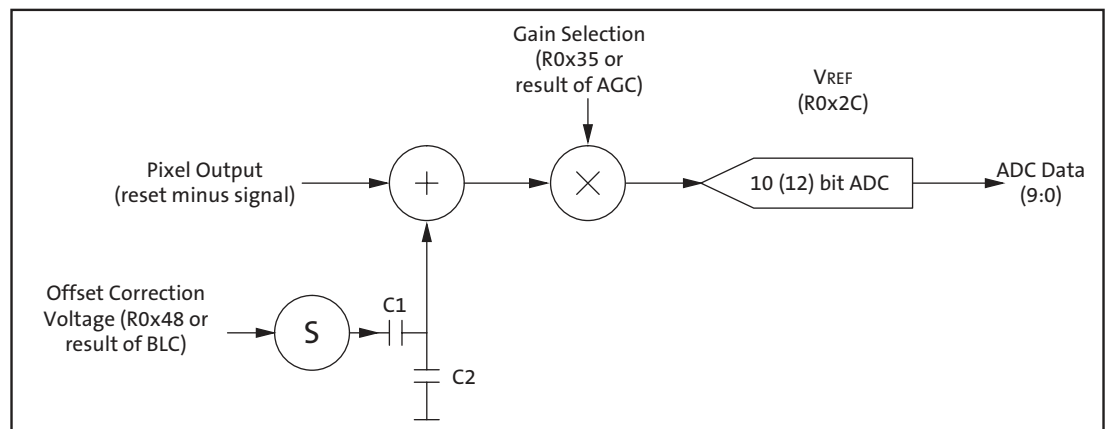 Gain Selection
(R0x35 or
result of AGC)
VREF
(R0x2C)
Pixel Output
(reset minus signal)
+
×
10 (12) bit ADC
ADC Data
(9:0)
Offset Correction
Voltage (R0x48 or
result of BLC)
S
C1
C2